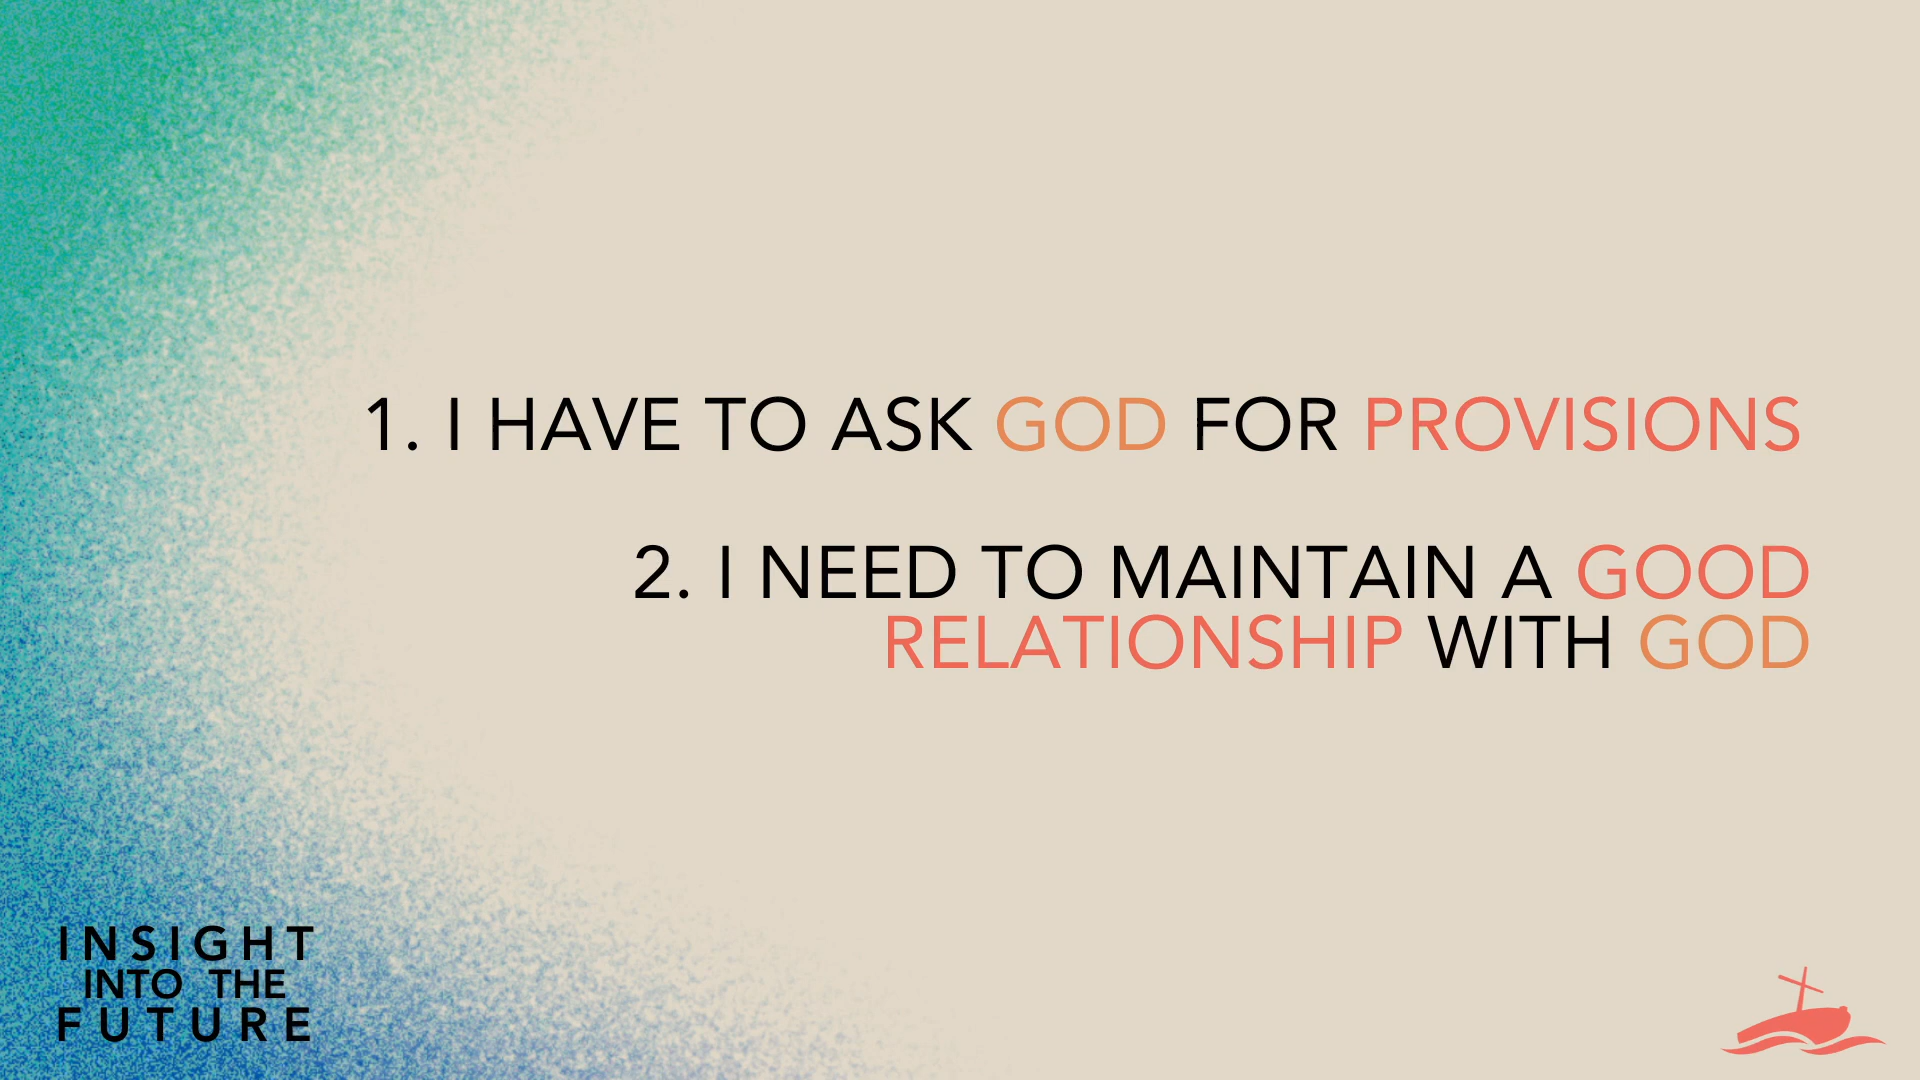 1. I HAVE TO ASK GOD FOR PROVISIONS
2. I NEED TO MAINTAIN A GOOD
RELATIONSHIP WITH GOD
INSIGHT
INTO THE
FUTURE